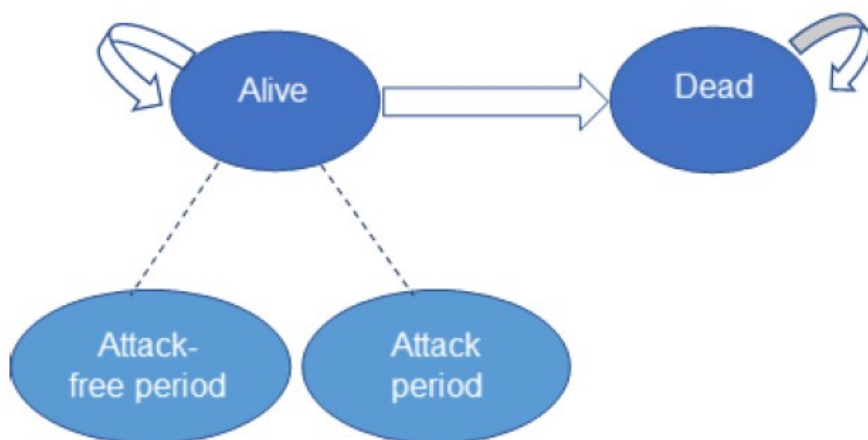 Alive
Dead
Attack-
free period
Attack
period